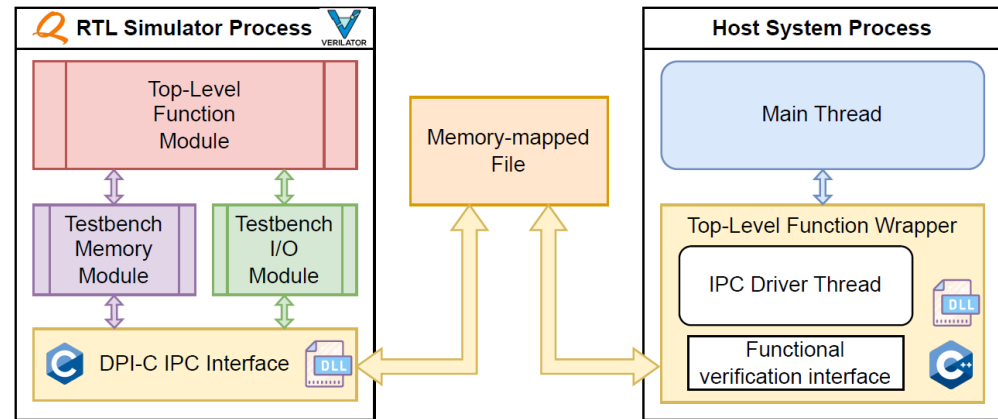 RTL Simulator Process
VERILATOR
Top-Level
Function
Module
Testbench
Memory
Module
Testbench
I/O
Module
C
DPI-C IPC Interface
DLL
Memory-mapped
File
Host System Process
Main Thread
Top-Level Function Wrapper
IPC Driver Thread
DLL
Functional
verification interface
C++